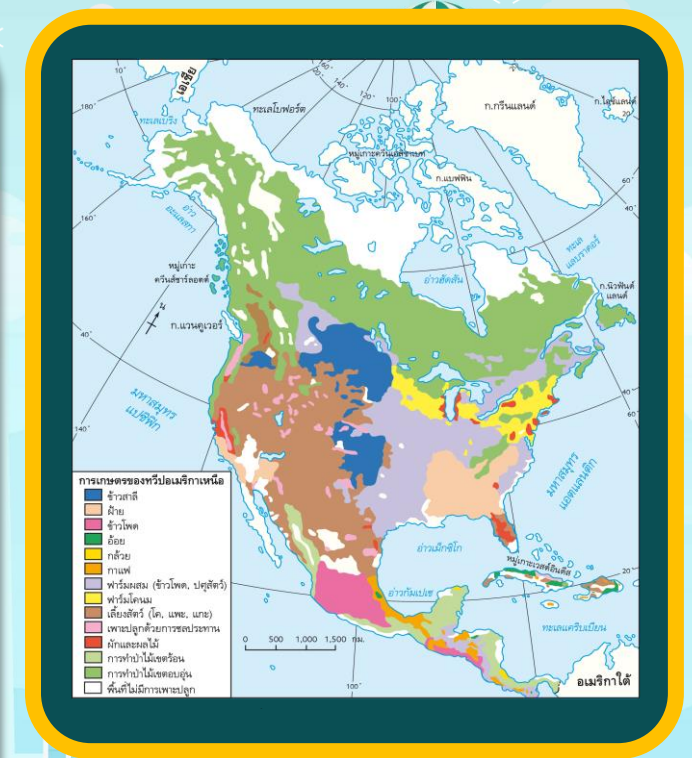 เอเชีย
10°
160°
20°
140°
120°
100°
20°
ก.กรีนแลนด์
ก.ไอซ์แลนด์
20
180°
ทะเลโบฟอร์ต
ทะเลเบริง
หมู่เกาะควีนเอลิซาเบท
ก.แบฟฟิน
60°
40°
160°
อ่าว
อะแลสกา
ทะเล
แลบราดอร์
หมู่เกาะ
ควีนส์ชาร์ลอตต์
อ่าวฮัดสัน
ก.นิวฟันด์
แลนด์
น
ก.แวนคูเวอร์
40°
มหาสมุทร
แปซิฟิก
140°
40°
60°
มหาสมุทร
แอตแลนติก
การเกษตรของทวีปอเมริกาเหนือ
ข้าวสาลี
ฝ้าย
ข้าวโพด
อ้อย
กล้วย
กาแฟ
ฟาร์มผสม (ข้าวโพด, ปศุสัตว์)
ฟาร์มโคนม
เลี้ยงสัตว์ (โค, แพะ, แกะ)
เพาะปลูกด้วยการชลประทาน
ผักและผลไม้
การทำป่าไม้เขตร้อน
การทำป่าไม้เขตอบอุ่น
พื้นที่ไม่มีการเพาะปลูก
อ่าวเม็กซิโก
อ่าวกัมเปเช
หมู่เกาะเวสต์อินดีส
20°
ทะเลแคริบเบียน
0 500 1,000 1,500 กม.
100°
อเมริกาใต้